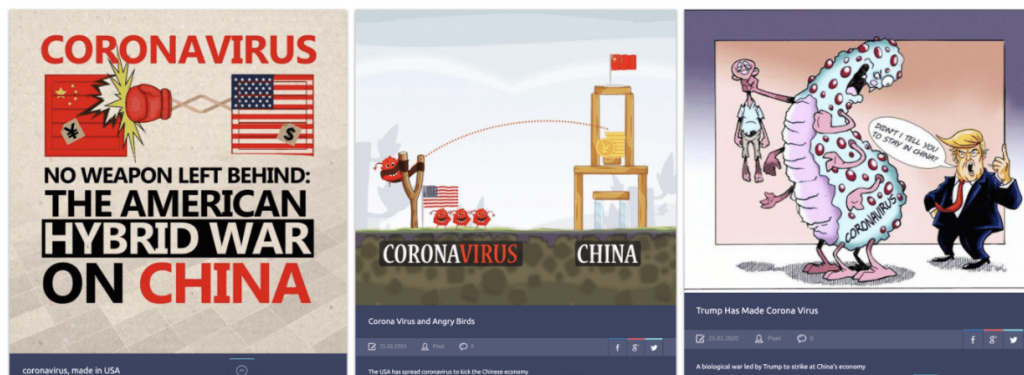 CORONAVIRUS
¥
$
NO WEAPON LEFT BEHIND:
THE AMERICAN
HYBRID WAR
ON CHINA
coronavirus, made in USA
CORONAVIRUS
CHINA
Corona Virus and Angry Birds
25.02.2020 Pixel 0
f g+
The USA has spread coronavirus to kick the Chinese economy
DIDN'T I TELL YOU
TO STAY IN CHINA?
CORONAVIRUS
Trump Has Made Corona Virus
25.02.2020 Pixel 0
f g+
A biological war led by Trump to strike at China's economy